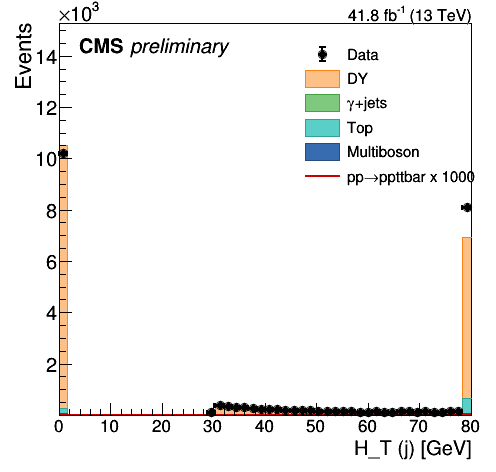 ×10³
41.8 fb⁻¹ (13 TeV)
Events
CMS preliminary
Data
DY
γ+jets
Top
Multiboson
pp→ppttbar x 1000
14
12
10
8
6
4
2
0 10 20 30 40 50 60 70 80
H_T (j) [GeV]